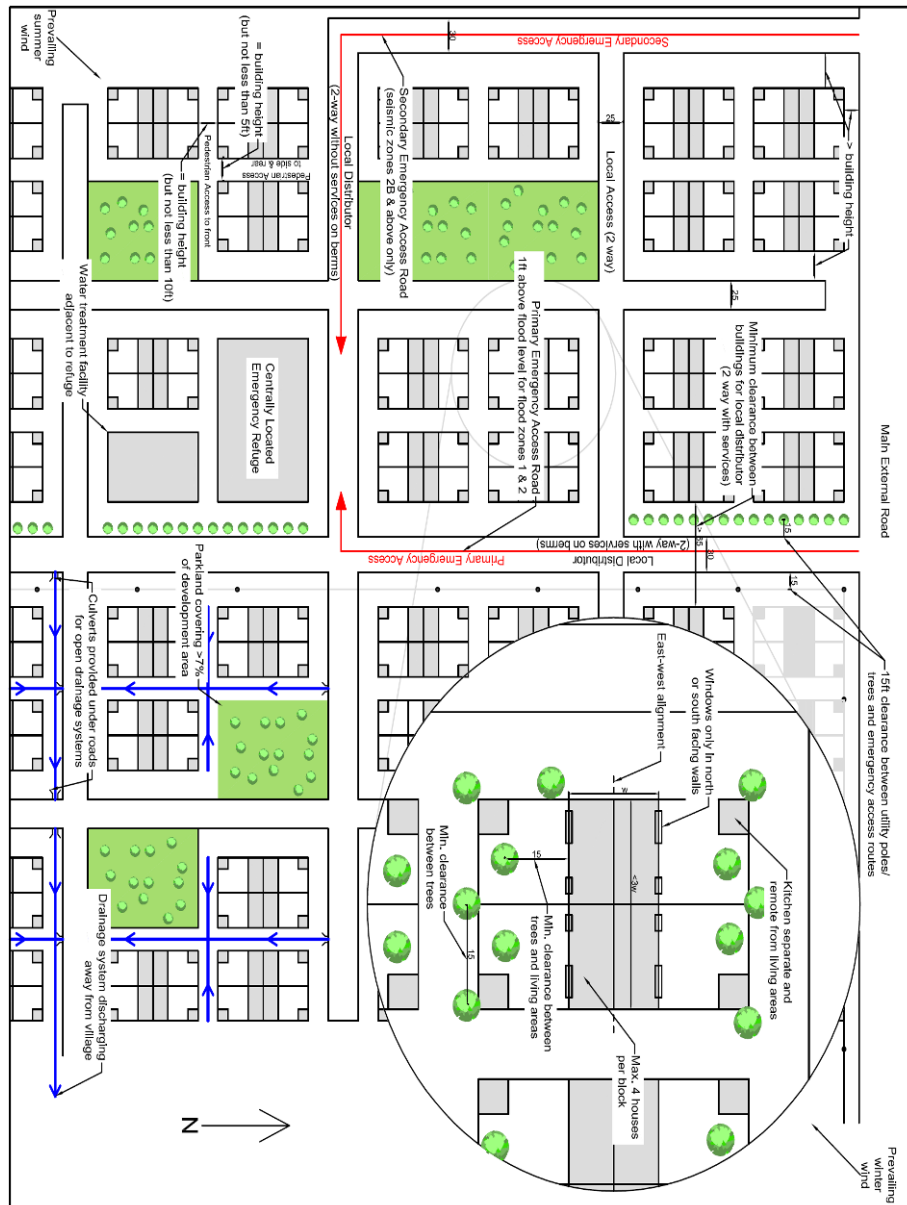 Main External Road
Prevailing
winter
wind
15ft clearance between utility poles/
trees and emergency access routes
> building height
15
15
Kitchen separate and
remote from living areas
25
Minimum clearance between
buildings for local distributor
(2 way with services)
> 35
30
Windows only in north
or south facing walls
w
<3w
East-west alignment
Max. 4 houses
per block
Local Access (2 way)
25
Local Distributor
(2-way with services on berms)
15
Min. clearance between
trees and living areas
Secondary Emergency Access
30
Primary Emergency Access Road
1ft above flood level for flood zones 1 & 2
Primary Emergency Access
15
Min. clearance
between trees
Secondary Emergency Access Road
(seismic zones 2B & above only)
Local Distributor
(2-way without services on berms)
= building height
(but not less than 5ft)
Pedestrian Access
to side & rear
Pedestrian Access to front
= building height
(but not less than 10ft)
Centrally Located
Emergency Refuge
Parkland covering >7%
of development area
N
Prevailing
summer
wind
Water treatment facility
adjacent to refuge
Culverts provided under roads
for open drainage systems
Drainage system discharging
away from village